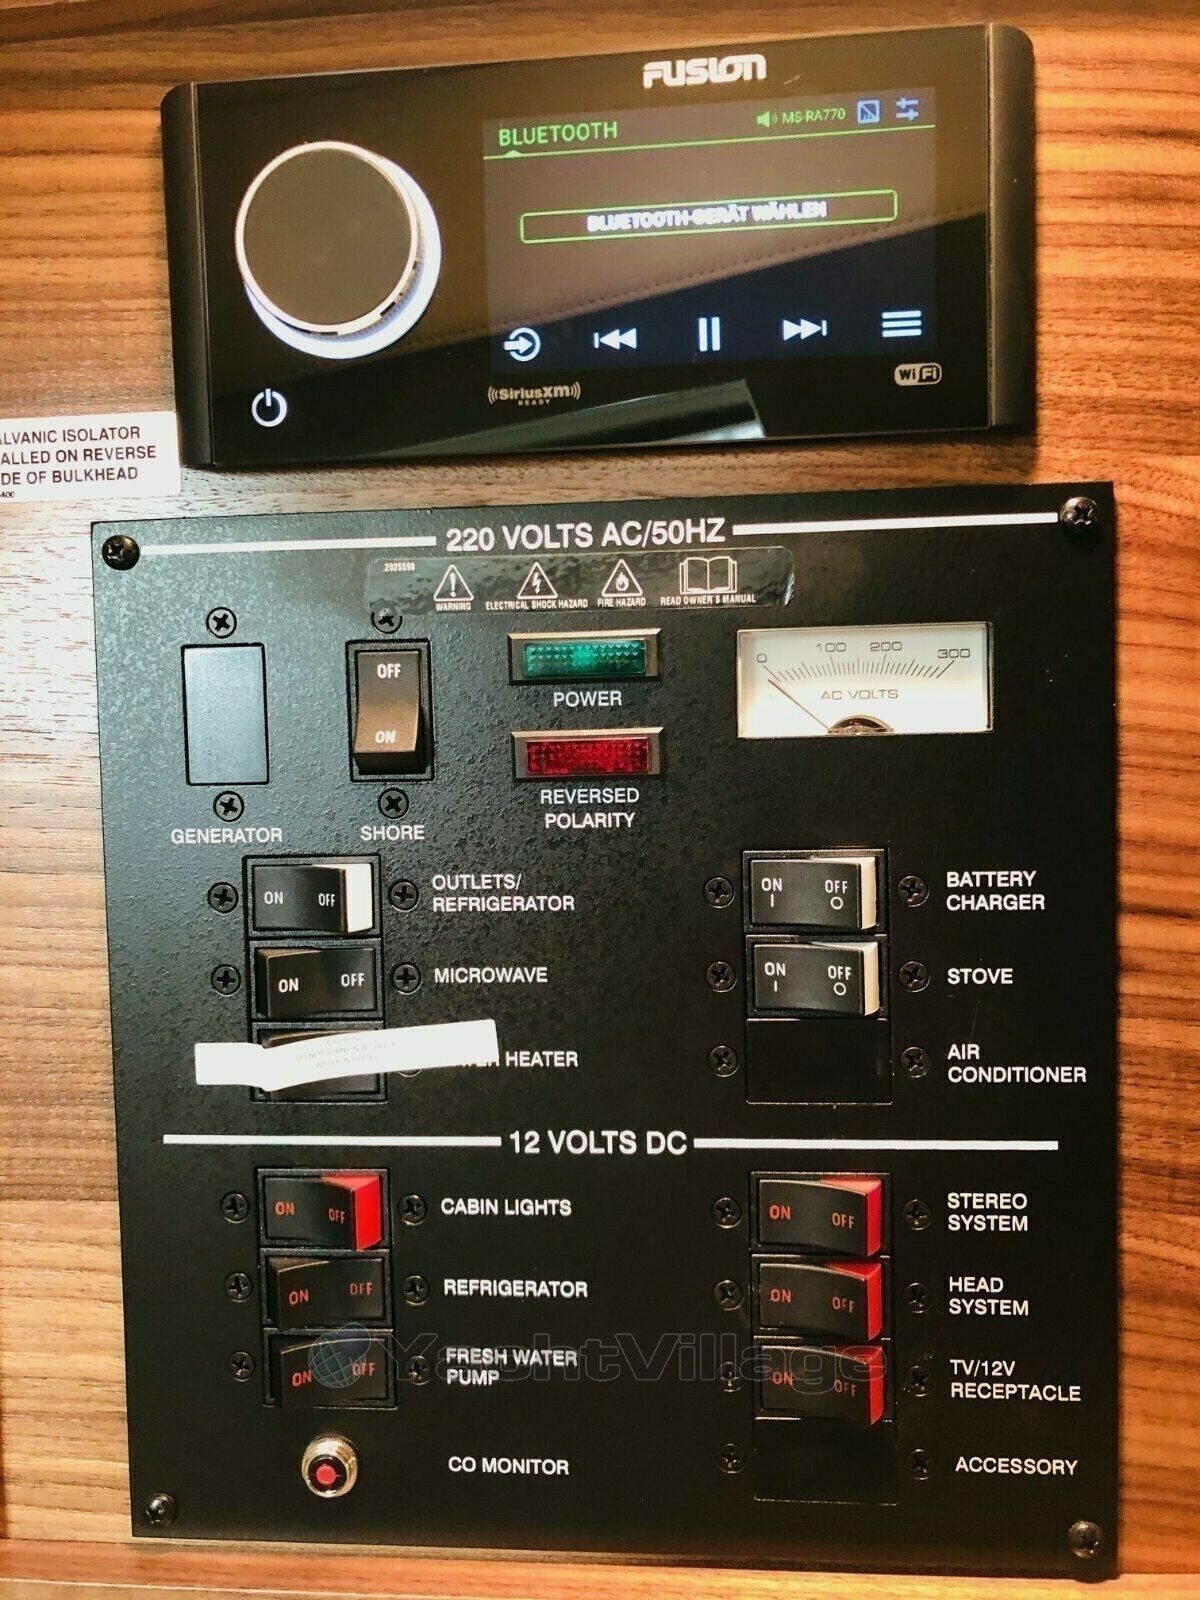 FUSION
BLUETOOTH
MS-RA770
BLUETOOTH-GERÄT WÄHLEN
SiriusXM
READY
WiFi
ALVANIC ISOLATOR
ALLED ON REVERSE
DE OF BULKHEAD
400
220 VOLTS AC/50HZ
2025598
WARNING
ELECTRICAL SHOCK HAZARD
FIRE HAZARD
READ OWNER'S MANUAL
OFF
ON
POWER
0 100 200 300
AC VOLTS
REVERSED
POLARITY
GENERATOR
SHORE
ON OFF
OUTLETS/
REFRIGERATOR
ON OFF
I O
BATTERY
CHARGER
ON OFF
MICROWAVE
ON OFF
I O
STOVE
HEATER
AIR
CONDITIONER
12 VOLTS DC
ON OFF
CABIN LIGHTS
ON OFF
STEREO
SYSTEM
ON OFF
REFRIGERATOR
ON OFF
HEAD
SYSTEM
ON OFF
FRESH WATER
PUMP
ON OFF
TV/12V
RECEPTACLE
YachtVillage
CO MONITOR
ACCESSORY